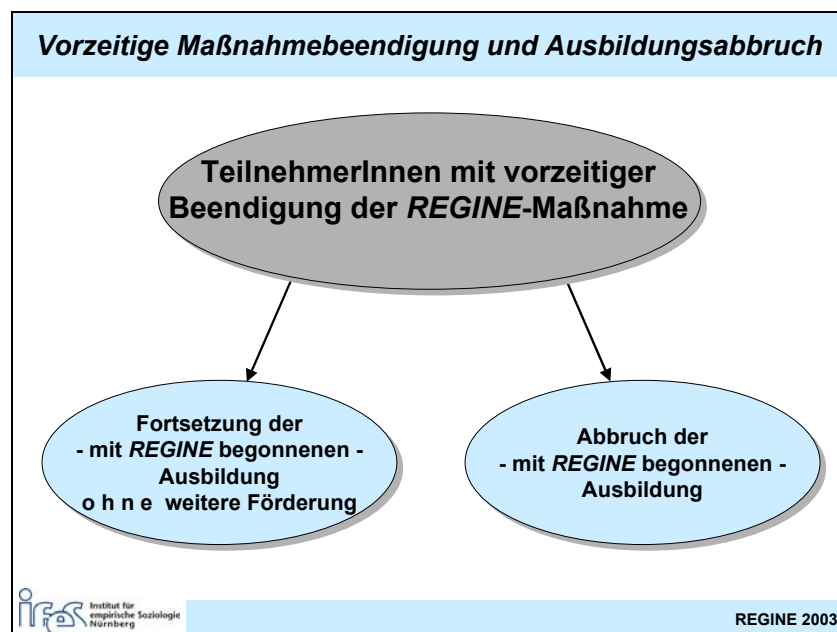 Vorzeitige Maßnahmebeendigung und Ausbildungsabbruch
TeilnehmerInnen mit vorzeitiger
Beendigung der REGINE-Maßnahme
Fortsetzung der
- mit REGINE begonnenen -
Ausbildung
o h n e weitere Förderung
Abbruch der
- mit REGINE begonnenen -
Ausbildung
ifes
Institut für
empirische Soziologie
Nürnberg
REGINE 2003